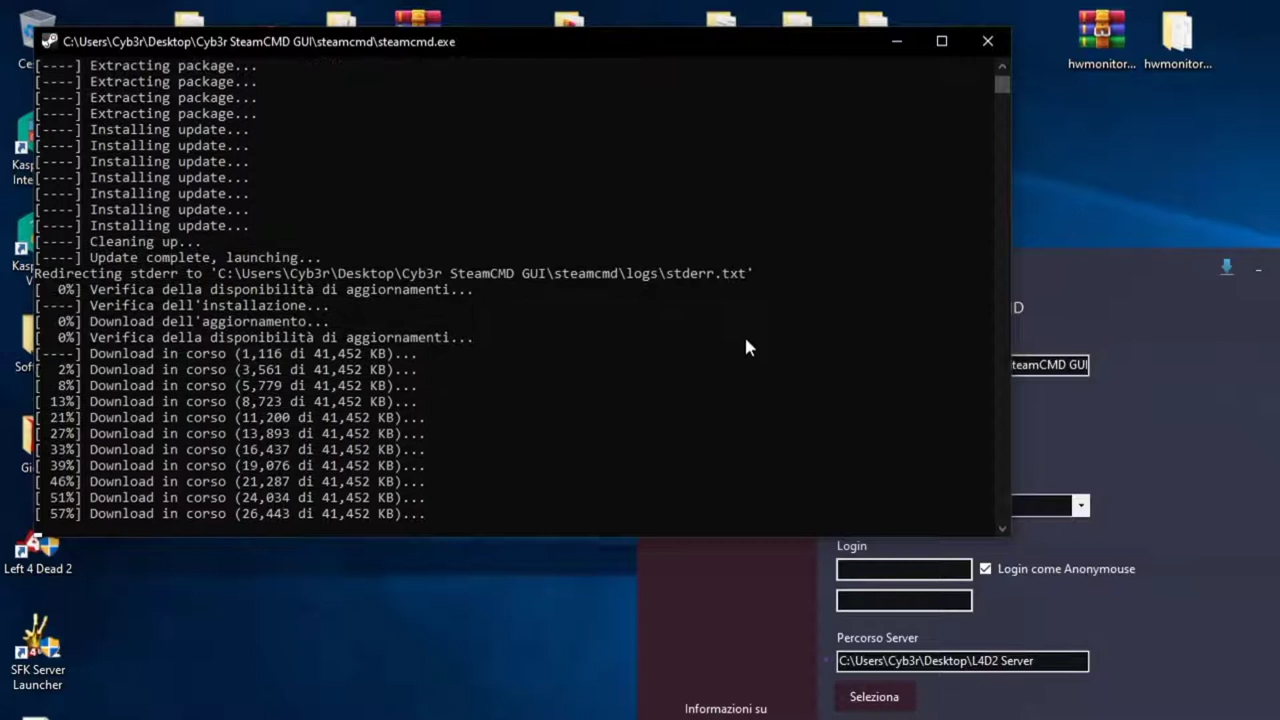 C:\Users\Cyb3r\Desktop\Cyb3r SteamCMD GUI\steamcmd\steamcmd.exe
[----] Extracting package...
[----] Extracting package...
[----] Extracting package...
[----] Extracting package...
[----] Installing update...
[----] Installing update...
[----] Installing update...
[----] Installing update...
[----] Installing update...
[----] Installing update...
[----] Installing update...
[----] Cleaning up...
[----] Update complete, launching...
Redirecting stderr to 'C:\Users\Cyb3r\Desktop\Cyb3r SteamCMD GUI\steamcmd\logs\stderr.txt'
[  0%] Verifica della disponibilità di aggiornamenti...
[----] Verifica dell'installazione...
[  0%] Download dell'aggiornamento...
[  0%] Verifica della disponibilità di aggiornamenti...
[----] Download in corso (1,116 di 41,452 KB)...
[  2%] Download in corso (3,561 di 41,452 KB)...
[  8%] Download in corso (5,779 di 41,452 KB)...
[ 13%] Download in corso (8,723 di 41,452 KB)...
[ 21%] Download in corso (11,200 di 41,452 KB)...
[ 27%] Download in corso (13,893 di 41,452 KB)...
[ 33%] Download in corso (16,437 di 41,452 KB)...
[ 39%] Download in corso (19,076 di 41,452 KB)...
[ 46%] Download in corso (21,287 di 41,452 KB)...
[ 51%] Download in corso (24,034 di 41,452 KB)...
[ 57%] Download in corso (26,443 di 41,452 KB)...
hwmonitor...
hwmonitor...
Ce
Kasp
Inte
Kasp
V
Sof
Gi
Left 4 Dead 2
SFK Server
Launcher
D
SteamCMD GUI
Login
Login come Anonymouse
Percorso Server
C:\Users\Cyb3r\Desktop\L4D2 Server
Seleziona
Informazioni su